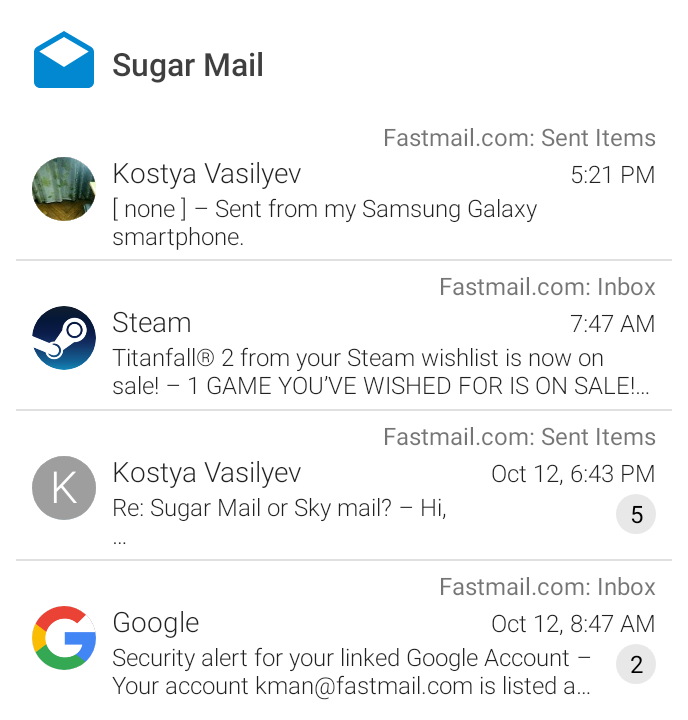 Sugar Mail
Fastmail.com: Sent Items
Kostya Vasilyev 5:21 PM
[ none ] – Sent from my Samsung Galaxy
smartphone.
Fastmail.com: Inbox
Steam 7:47 AM
Titanfall® 2 from your Steam wishlist is now on
sale! – 1 GAME YOU’VE WISHED FOR IS ON SALE!...
Fastmail.com: Sent Items
K
Kostya Vasilyev Oct 12, 6:43 PM
Re: Sugar Mail or Sky mail? – Hi,
5
...
Fastmail.com: Inbox
Google Oct 12, 8:47 AM
Security alert for your linked Google Account –
2
Your account kman@fastmail.com is listed a...